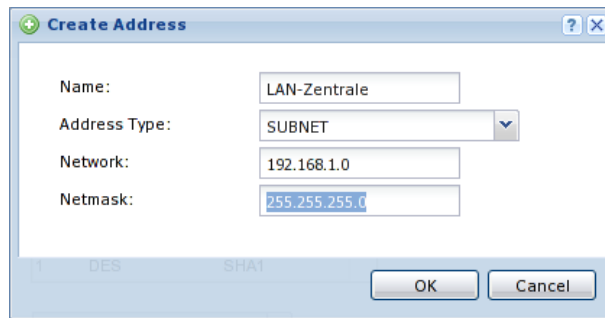 Create Address
Name: LAN-Zentrale
Address Type: SUBNET
Network: 192.168.1.0
Netmask: 255.255.255.0
1 DES SHA1
OK Cancel